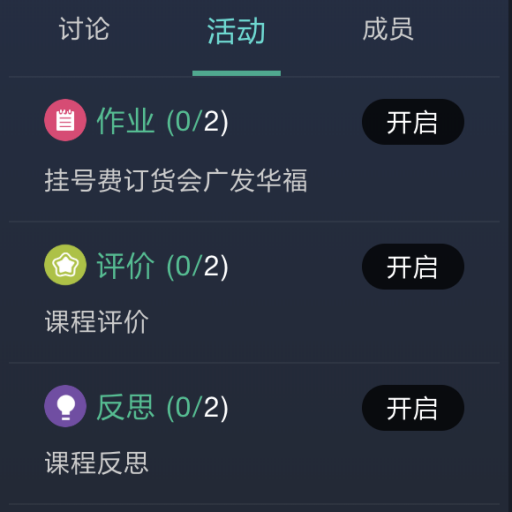 讨论 活动 成员
作业 (0/2) 开启
挂号费订货会广发华福
评价 (0/2) 开启
课程评价
反思 (0/2) 开启
课程反思